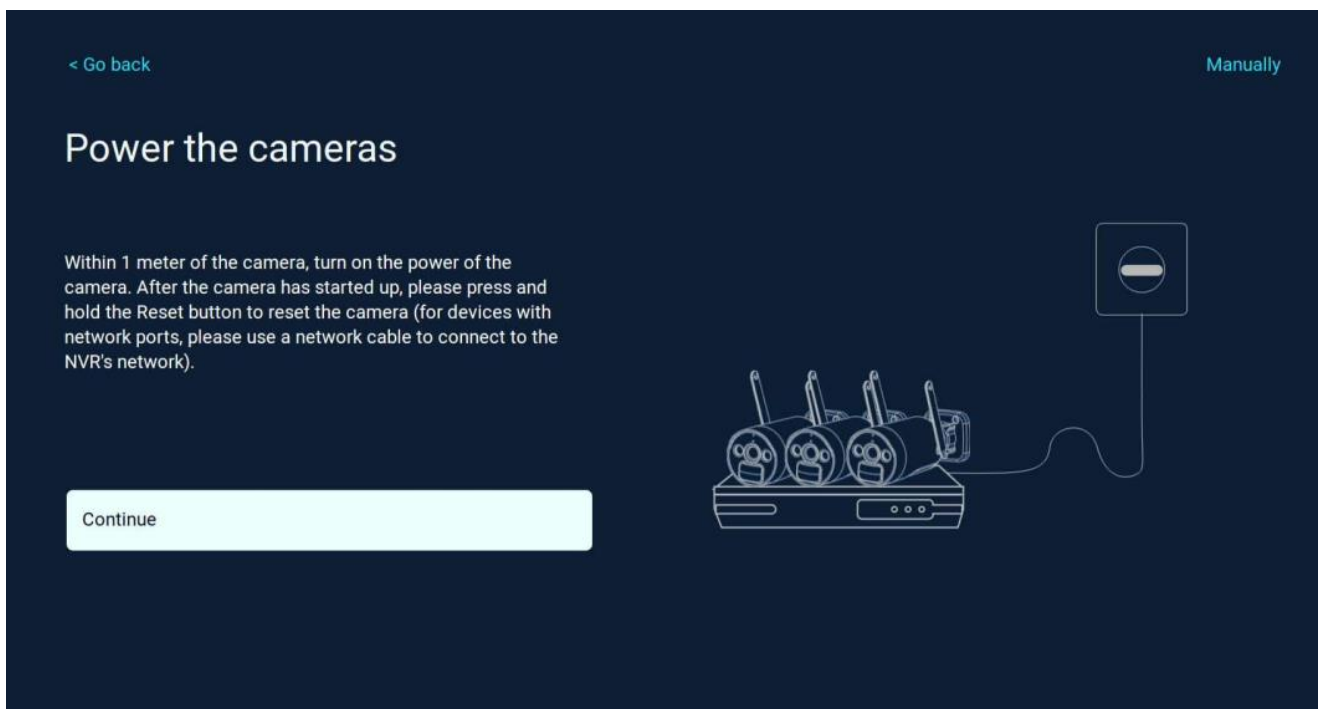 < Go back
Manually
Power the cameras
Within 1 meter of the camera, turn on the power of the
camera. After the camera has started up, please press and
hold the Reset button to reset the camera (for devices with
network ports, please use a network cable to connect to the
NVR's network).
Continue